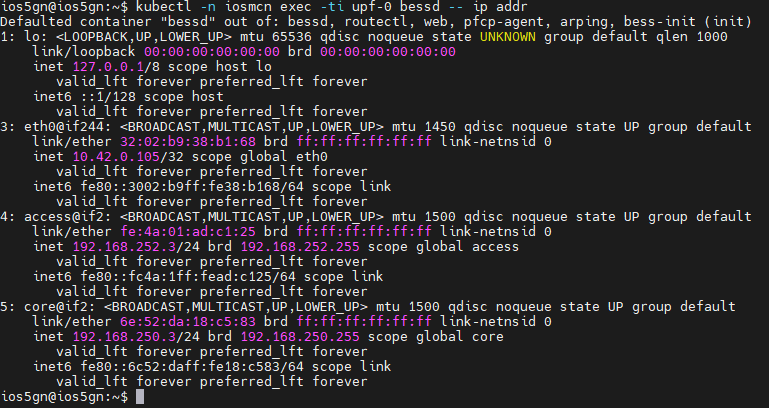 ios5gn@ios5gn:~$ kubectl -n iosmcn exec -ti upf-0 bessd -- ip addr
Defaulted container "bessd" out of: bessd, routectl, web, pfcp-agent, arping, bess-init (init)
1: lo: <LOOPBACK,UP,LOWER_UP> mtu 65536 qdisc noqueue state UNKNOWN group default qlen 1000
    link/loopback 00:00:00:00:00:00 brd 00:00:00:00:00:00
    inet 127.0.0.1/8 scope host lo
       valid_lft forever preferred_lft forever
    inet6 ::1/128 scope host
       valid_lft forever preferred_lft forever
3: eth0@if244: <BROADCAST,MULTICAST,UP,LOWER_UP> mtu 1450 qdisc noqueue state UP group default
    link/ether 32:02:b9:38:b1:68 brd ff:ff:ff:ff:ff:ff link-netnsid 0
    inet 10.42.0.105/32 scope global eth0
       valid_lft forever preferred_lft forever
    inet6 fe80::3002:b9ff:fe38:b168/64 scope link
       valid_lft forever preferred_lft forever
4: access@if2: <BROADCAST,MULTICAST,UP,LOWER_UP> mtu 1500 qdisc noqueue state UP group default
    link/ether fe:4a:01:ad:c1:25 brd ff:ff:ff:ff:ff:ff link-netnsid 0
    inet 192.168.252.3/24 brd 192.168.252.255 scope global access
       valid_lft forever preferred_lft forever
    inet6 fe80::fc4a:1ff:fead:c125/64 scope link
       valid_lft forever preferred_lft forever
5: core@if2: <BROADCAST,MULTICAST,UP,LOWER_UP> mtu 1500 qdisc noqueue state UP group default
    link/ether 6e:52:da:18:c5:83 brd ff:ff:ff:ff:ff:ff link-netnsid 0
    inet 192.168.250.3/24 brd 192.168.250.255 scope global core
       valid_lft forever preferred_lft forever
    inet6 fe80::6c52:daff:fe18:c583/64 scope link
       valid_lft forever preferred_lft forever
ios5gn@ios5gn:~$